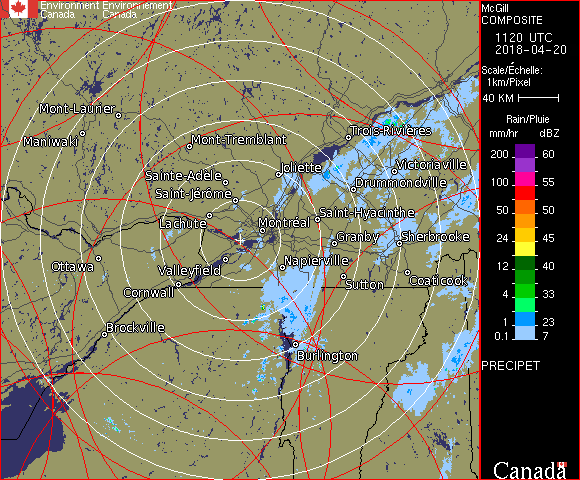 Environment Environnement
Canada Canada
McGill
COMPOSITE
1120 UTC
2018-04-20
Scale/Échelle:
1km/Pixel
40 KM
Rain/Pluie
mm/hr dBZ
200 60
100 55
50 50
24 45
12 40
4 33
1 23
0.1 7
PRECIPET
Canada
Mont-Laurier
Maniwaki
Mont-Tremblant
Trois-Rivières
Joliette
Victoriaville
Sainte-Adèle
Drummondville
Saint-Jérôme
Lachute
Montréal
Saint-Hyacinthe
Granby
Sherbrooke
Ottawa
Valleyfield
Napierville
Cornwall
Sutton
Coaticook
Brockville
Burlington